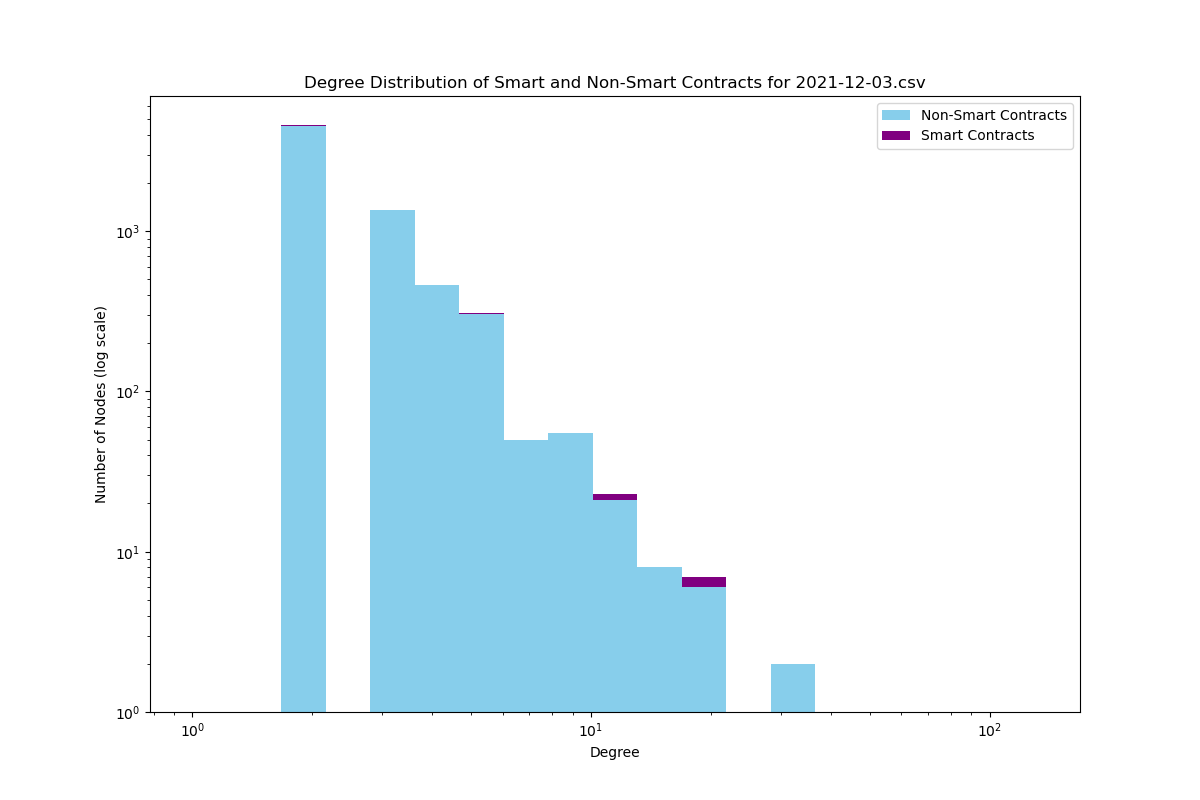 Degree Distribution of Smart and Non-Smart Contracts for 2021-12-03.csv
Non-Smart Contracts
Smart Contracts
Number of Nodes (log scale)
10³
10²
10¹
10⁰
10⁰ 10¹ 10²
Degree